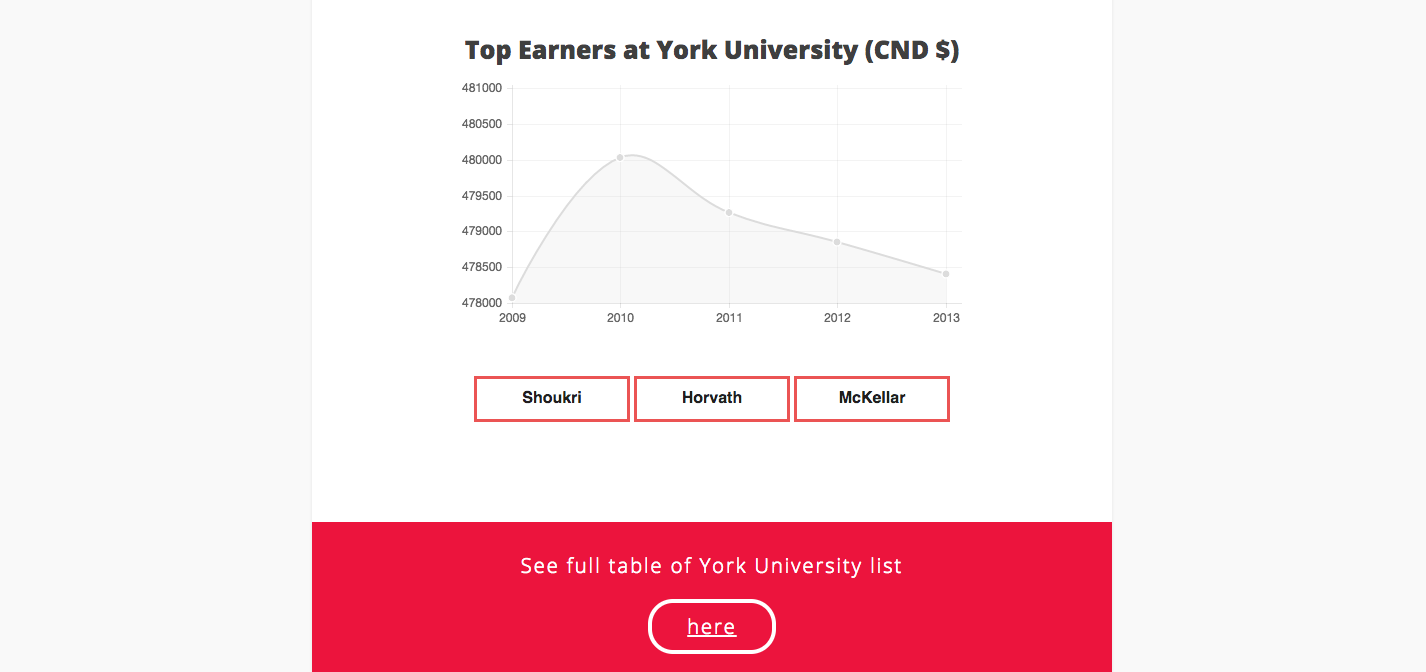 Top Earners at York University (CND $)
481000
480500
480000
479500
479000
478500
478000
2009 2010 2011 2012 2013
Shoukri Horvath McKellar
See full table of York University list
here